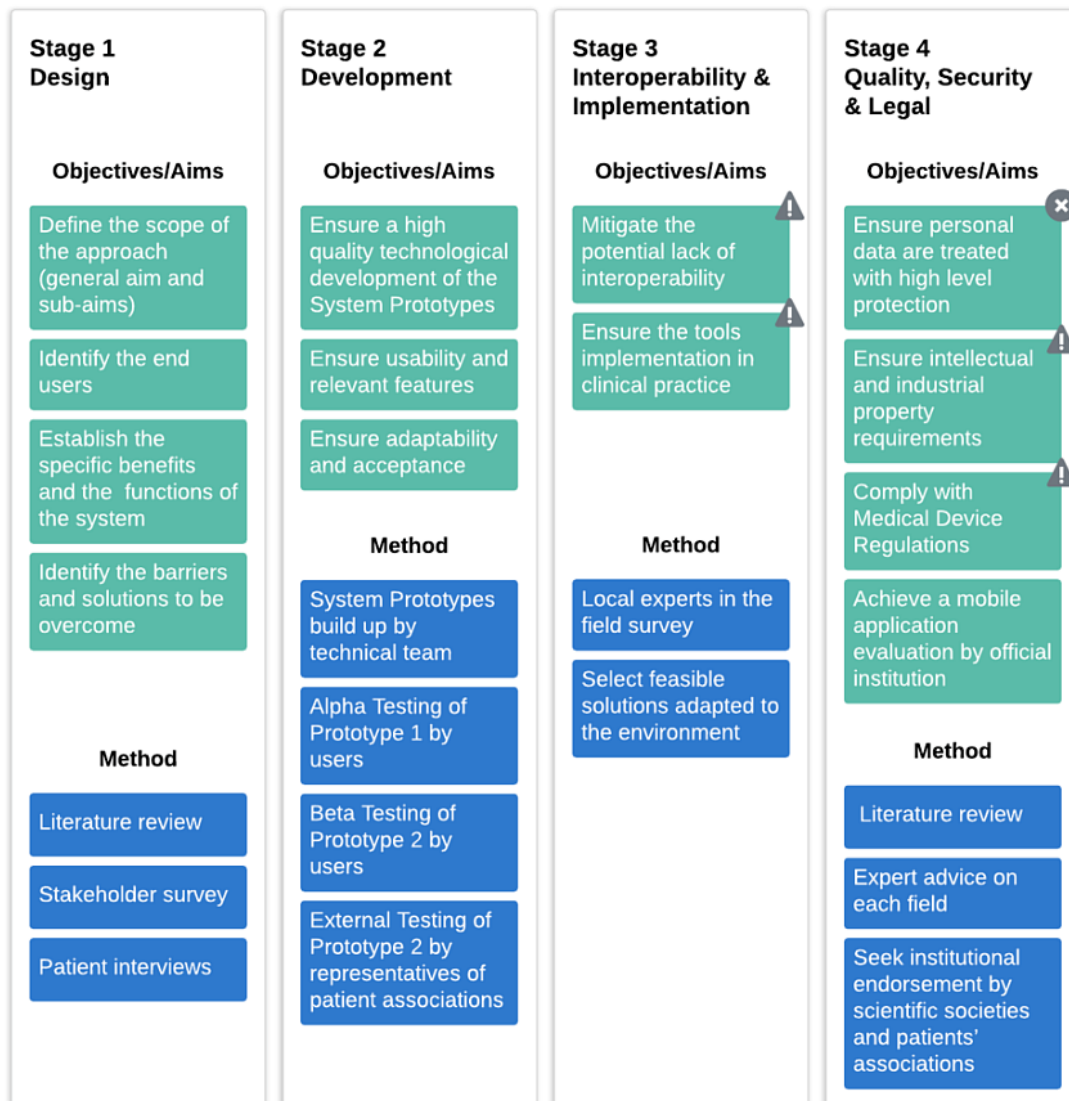 Stage 1
Design
Objectives/Aims
Define the scope of
the approach
(general aim and
sub-aims)
Identify the end
users
Establish the
specific benefits
and the functions of
the system
Identify the barriers
and solutions to be
overcome
Method
Literature review
Stakeholder survey
Patient interviews
Stage 2
Development
Objectives/Aims
Ensure a high
quality technological
development of the
System Prototypes
Ensure usability and
relevant features
Ensure adaptability
and acceptance
Method
System Prototypes
build up by
technical team
Alpha Testing of
Prototype 1 by
users
Beta Testing of
Prototype 2 by
users
External Testing of
Prototype 2 by
representatives of
patient associations
Stage 3
Interoperability &
Implementation
Objectives/Aims
Mitigate the
potential lack of
interoperability
Ensure the tools
implementation in
clinical practice
Method
Local experts in the
field survey
Select feasible
solutions adapted to
the environment
Stage 4
Quality, Security
& Legal
Objectives/Aims
Ensure personal
data are treated
with high level
protection
Ensure intellectual
and industrial
property
requirements
Comply with
Medical Device
Regulations
Achieve a mobile
application
evaluation by official
institution
Method
Literature review
Expert advice on
each field
Seek institutional
endorsement by
scientific societies
and patients’
associations